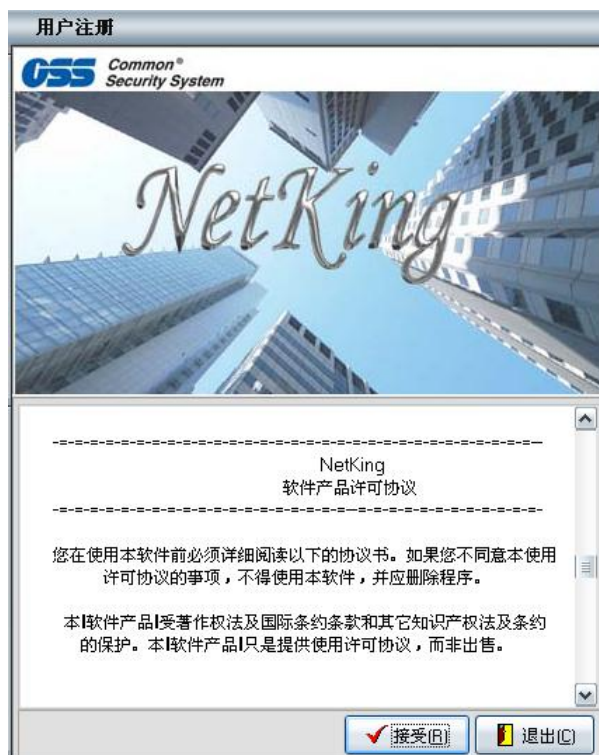 用户注册
CSS Common®
Security System
NetKing
-=-=-=-=-=-=-=-=-=-=-=-=-=-=-=-=-=-=-=-=-=-=-=-=-=-=-=-=-=-=-=—
NetKing
软件产品许可协议
-=-=-=-=-=-=-=-=-=-=-=-=-=-=-=-=-=-=-=—=-=-=-=-=-=-=-=-=-=-=-=-
您在使用本软件前必须详细阅读以下的协议书。如果您不同意本使用
许可协议的事项，不得使用本软件，并应删除程序。
本|软件产品|受著作权法及国际条约条款和其它知识产权法及条约
的保护。本|软件产品|只是提供使用许可协议，而非出售。
接受(R)
退出(C)